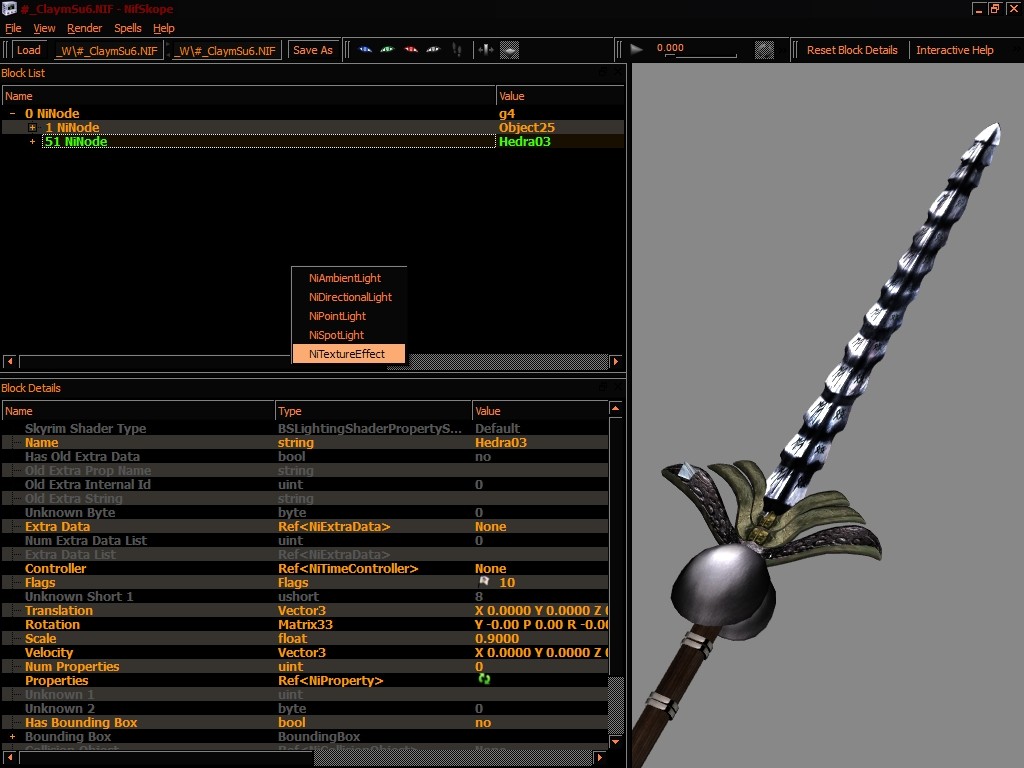 #_ClaymSu6.NIF - NifSkope
File View Render Spells Help
Load _W\#_ClaymSu6.NIF _W\#_ClaymSu6.NIF Save As 0.000 Reset Block Details Interactive Help
Block List
Name Value
0 NiNode g4
1 NiNode Object25
51 NiNode Hedra03
NiAmbientLight
NiDirectionalLight
NiPointLight
NiSpotLight
NiTextureEffect
Block Details
Name Type Value
Skyrim Shader Type BSLightingShaderPropertyS... Default
Name string Hedra03
Has Old Extra Data bool no
Old Extra Prop Name string
Old Extra Internal Id uint 0
Old Extra String string
Unknown Byte byte 0
Extra Data Ref<NiExtraData> None
Num Extra Data List uint 0
Extra Data List Ref<NiExtraData>
Controller Ref<NiTimeController> None
Flags Flags 10
Unknown Short 1 ushort 8
Translation Vector3 X 0.0000 Y 0.0000 Z
Rotation Matrix33 Y -0.00 P 0.00 R -0.0
Scale float 0.9000
Velocity Vector3 X 0.0000 Y 0.0000 Z
Num Properties uint 0
Properties Ref<NiProperty>
Unknown 1 uint
Unknown 2 byte 0
Has Bounding Box bool no
Bounding Box BoundingBox